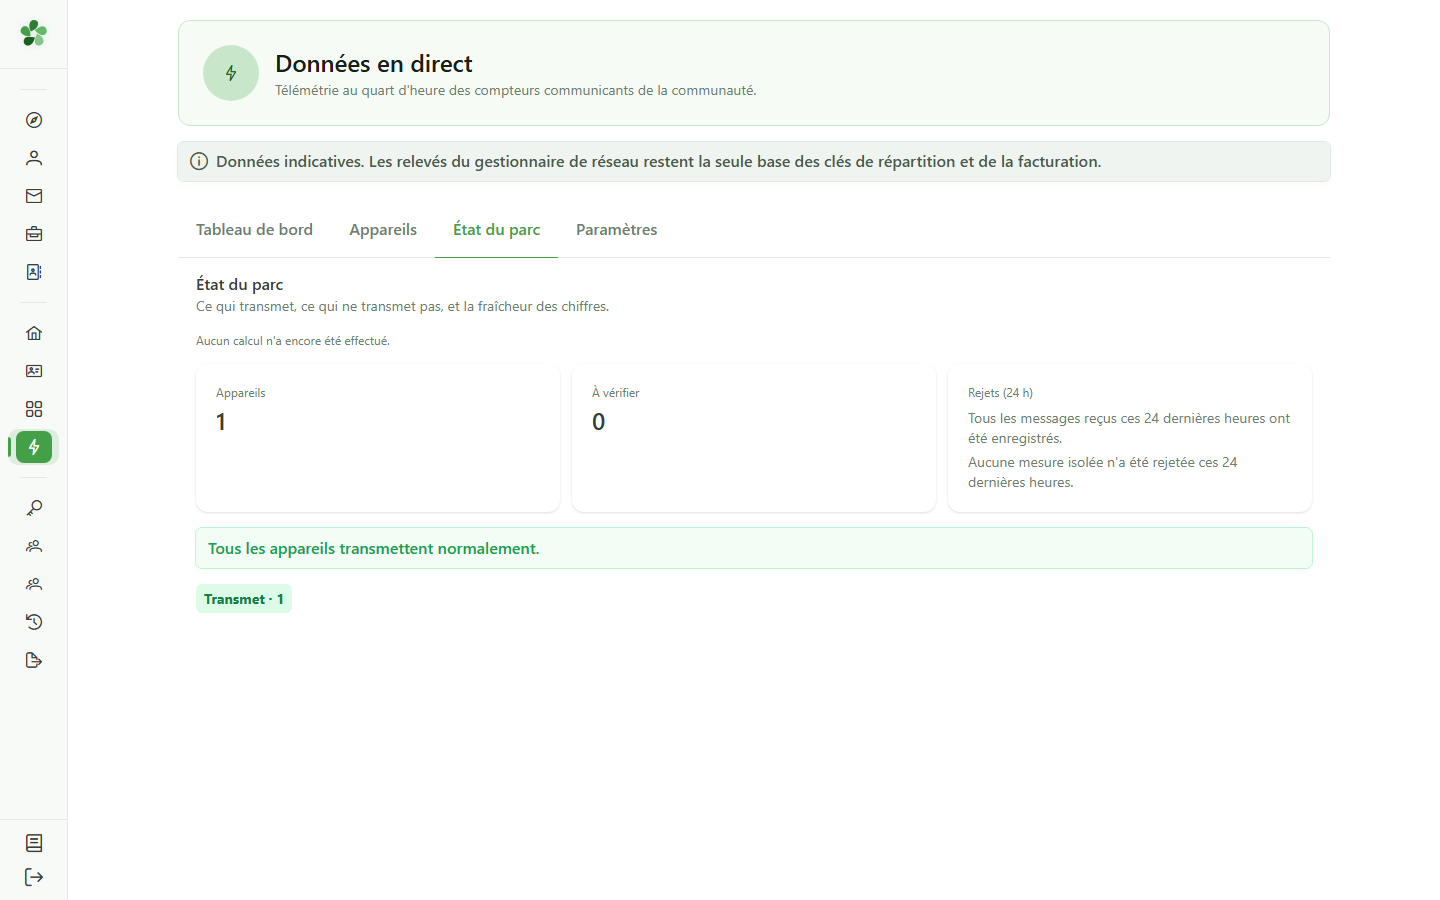 Données en direct
Télémétrie au quart d'heure des compteurs communicants de la communauté.
Données indicatives. Les relevés du gestionnaire de réseau restent la seule base des clés de répartition et de la facturation.
Tableau de bord
Appareils
État du parc
Paramètres
État du parc
Ce qui transmet, ce qui ne transmet pas, et la fraîcheur des chiffres.
Aucun calcul n'a encore été effectué.
Appareils
1
À vérifier
0
Rejets (24 h)
Tous les messages reçus ces 24 dernières heures ont
été enregistrés.
Aucune mesure isolée n'a été rejetée ces 24
dernières heures.
Tous les appareils transmettent normalement.
Transmet · 1